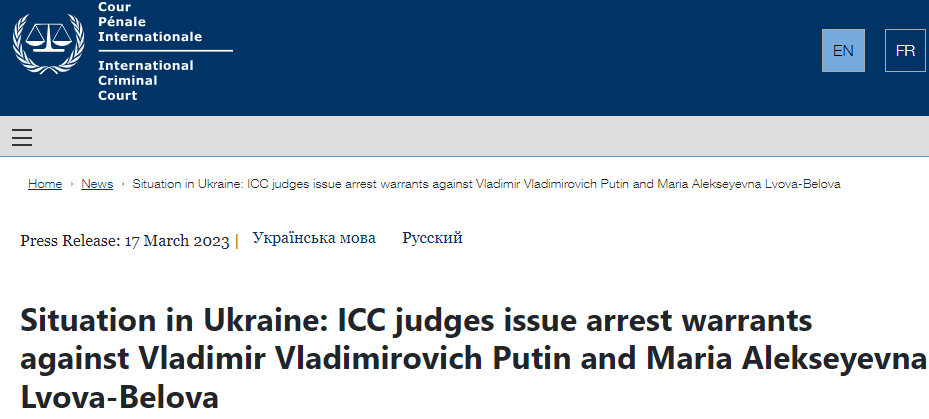 Cour
Pénale
Internationale
International
Criminal
Court
EN
FR
Home › News › Situation in Ukraine: ICC judges issue arrest warrants against Vladimir Vladimirovich Putin and Maria Alekseyevna Lvova-Belova
Press Release: 17 March 2023 | Українська мова Русский
Situation in Ukraine: ICC judges issue arrest warrants
against Vladimir Vladimirovich Putin and Maria Alekseyevna
Lvova-Belova